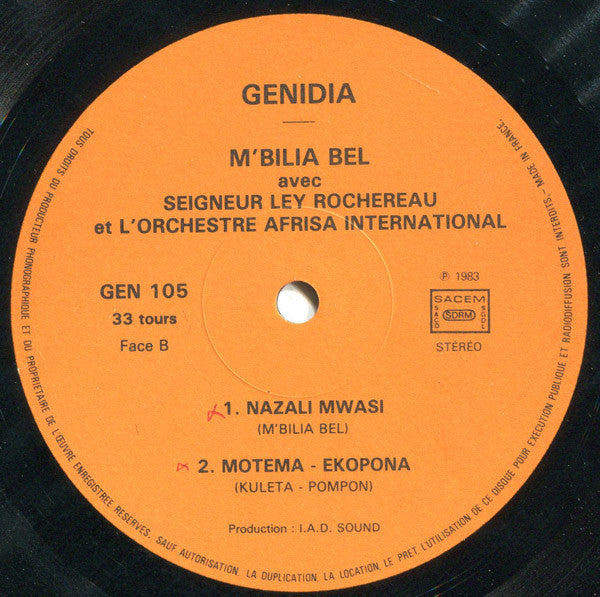 GENIDIA
M'BILIA BEL
avec
SEIGNEUR LEY ROCHEREAU
et L'ORCHESTRE AFRISA INTERNATIONAL
GEN 105
33 tours
Face B
℗ 1983
SACEM
SACD
SDRM
SGDL
STÉRÉO
1. NAZALI MWASI
(M'BILIA BEL)
2. MOTEMA - EKOPONA
(KULETA - POMPON)
Production : I.A.D. SOUND
TOUS DROITS DU PRODUCTEUR PHONOGRAPHIQUE ET DU PROPRIETAIRE DE L'ŒUVRE ENREGISTREE RESERVES. SAUF AUTORISATION, LA DUPLICATION, LA LOCATION, LE PRET, L'UTILISATION DE CE DISQUE POUR EXECUTION PUBLIQUE ET RADIODIFFUSION SONT INTERDITS. - MADE IN FRANCE.